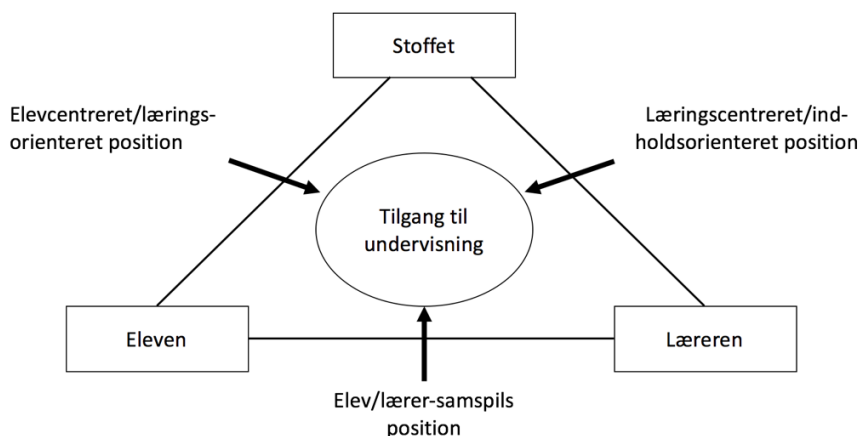 Stoffet
Elevcentreret/lærings-
orienteret position
Læringscentreret/ind-
holdsorienteret position
Tilgang til
undervisning
Eleven
Læreren
Elev/lærer-samspils
position